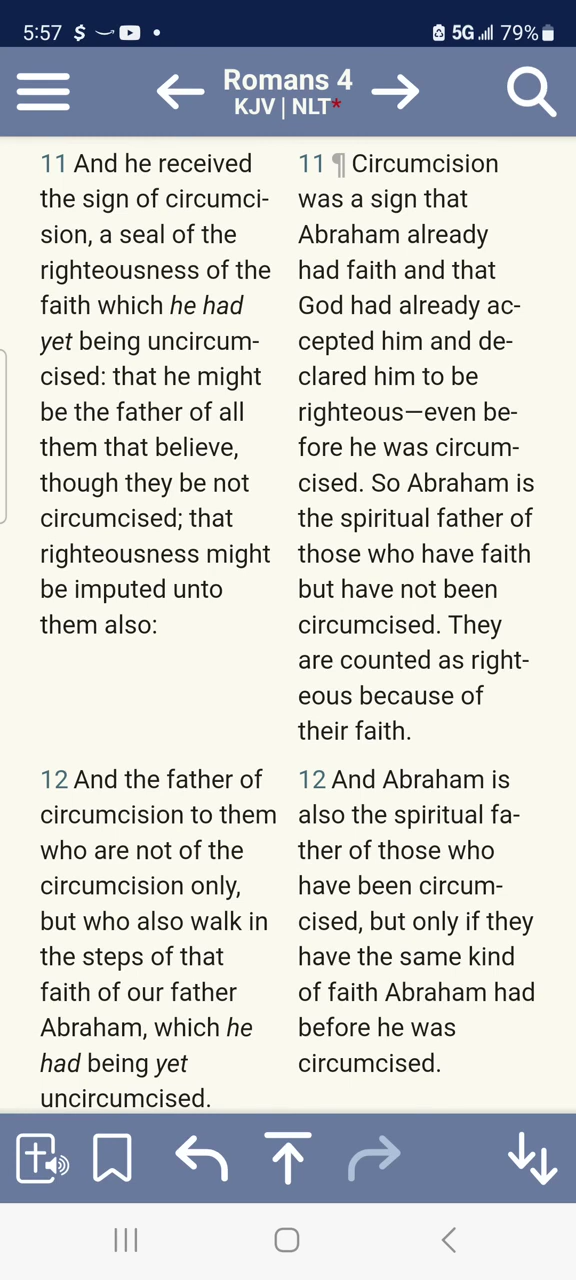 5:57 $ 5G 79%
Romans 4
KJV | NLT*
11 And he received
the sign of circumci-
sion, a seal of the
righteousness of the
faith which he had
yet being uncircum-
cised: that he might
be the father of all
them that believe,
though they be not
circumcised; that
righteousness might
be imputed unto
them also:
11 ¶ Circumcision
was a sign that
Abraham already
had faith and that
God had already ac-
cepted him and de-
clared him to be
righteous—even be-
fore he was circum-
cised. So Abraham is
the spiritual father of
those who have faith
but have not been
circumcised. They
are counted as right-
eous because of
their faith.
12 And the father of
circumcision to them
who are not of the
circumcision only,
but who also walk in
the steps of that
faith of our father
Abraham, which he
had being yet
uncircumcised.
12 And Abraham is
also the spiritual fa-
ther of those who
have been circum-
cised, but only if they
have the same kind
of faith Abraham had
before he was
circumcised.